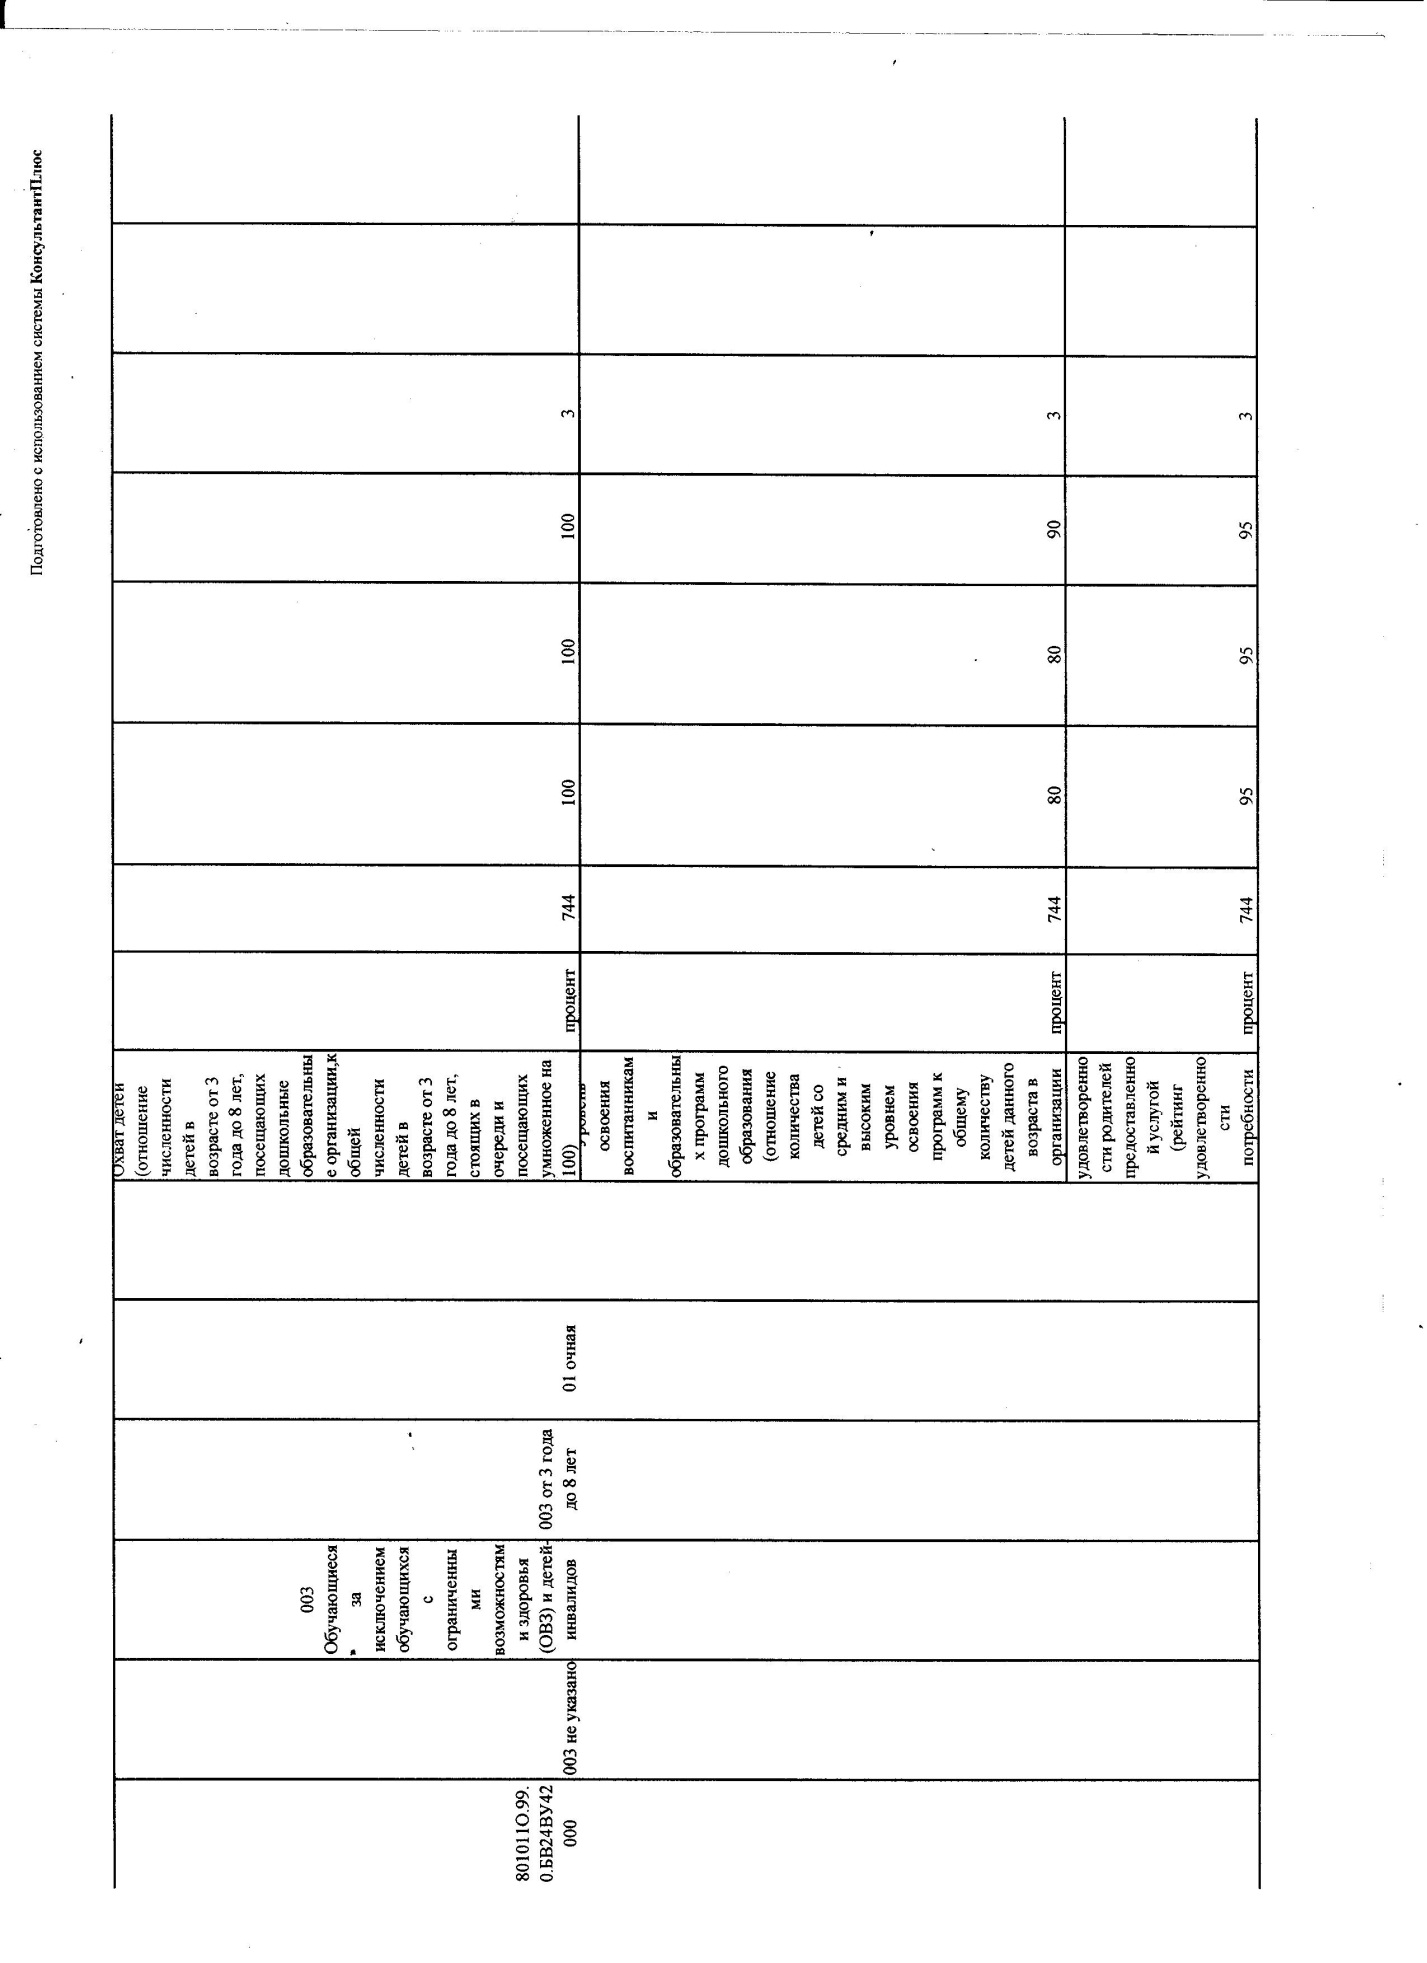 Подготовлено с использованием системы КонсультантПлюс
801011О.99.
0.БВ24ВУ42
000
003 не указано
003
Обучающиеся
за
исключением
обучающихся
с
ограниченны
ми
возможностям
и здоровья
(ОВЗ) и детей-
инвалидов
003 от 3 года
до 8 лет
01 очная
Охват детей
(отношение
численности
детей в
возрасте от 3
года до 8 лет,
посещающих
дошкольные
образовательны
е организации,к
общей
численности
детей в
возрасте от 3
года до 8 лет,
стоящих в
очереди и
посещающих
умноженное на
100)
процент
744
100
100
100
3
Уровень
освоения
воспитанникам
и
образовательны
х программ
дошкольного
образования
(отношение
количества
детей со
средним и
высоким
уровнем
освоения
программ к
общему
количеству
детей данного
возраста в
организации
процент
744
80
80
90
3
удовлетворенно
сти родителей
предоставленно
й услугой
(рейтинг
удовлетворенно
сти
потребности
процент
744
95
95
95
3